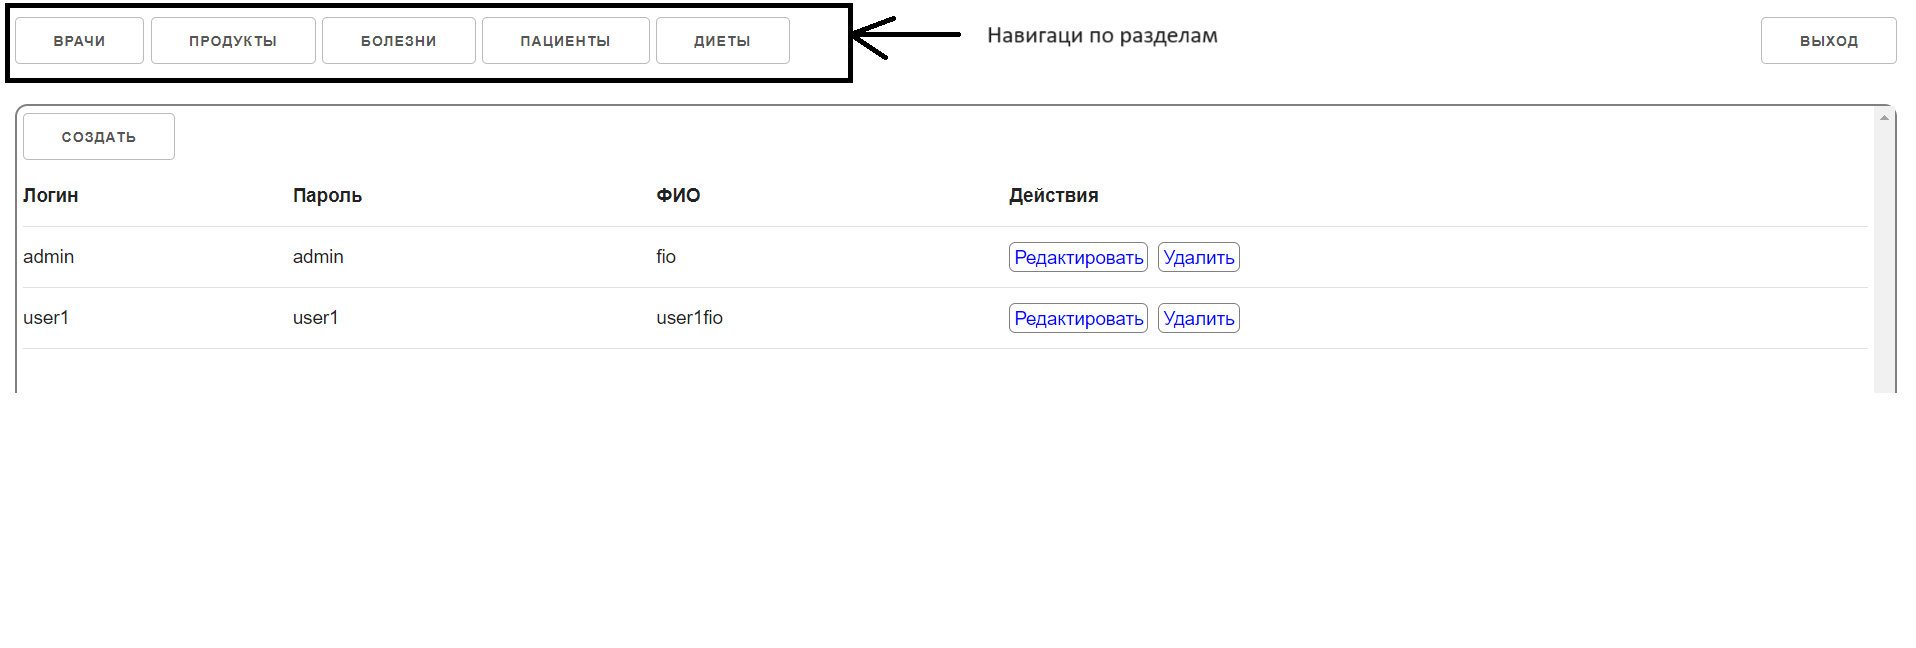 ВРАЧИ ПРОДУКТЫ БОЛЕЗНИ ПАЦИЕНТЫ ДИЕТЫ Навигаци по разделам ВЫХОД
СОЗДАТЬ
Логин Пароль ФИО Действия
admin admin fio Редактировать Удалить
user1 user1 user1fio Редактировать Удалить